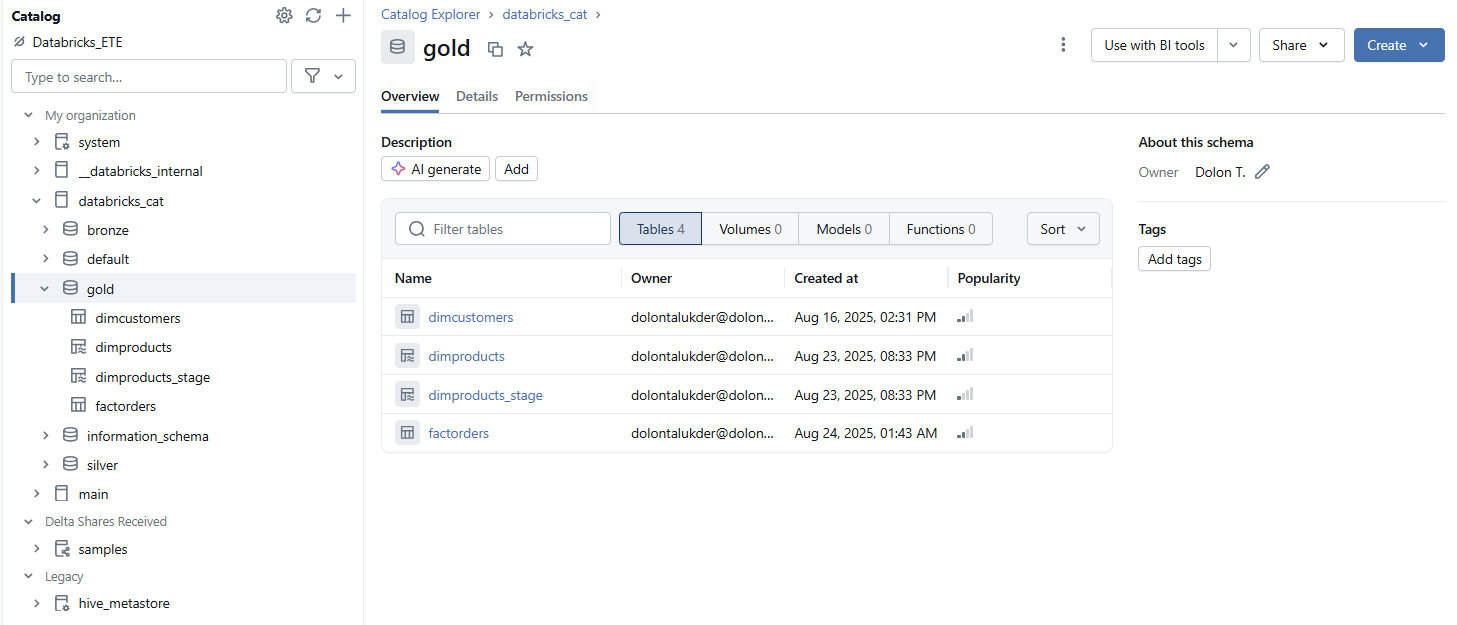 Catalog
Databricks_ETE
Type to search...
My organization
system
__databricks_internal
databricks_cat
bronze
default
gold
dimcustomers
dimproducts
dimproducts_stage
factorders
information_schema
silver
main
Delta Shares Received
samples
Legacy
hive_metastore
Catalog Explorer › databricks_cat ›
gold
Use with BI tools Share Create
Overview Details Permissions
Description
AI generate Add
Filter tables Tables 4 Volumes 0 Models 0 Functions 0 Sort
Name Owner Created at Popularity
dimcustomers dolontalukder@dolon... Aug 16, 2025, 02:31 PM
dimproducts dolontalukder@dolon... Aug 23, 2025, 08:33 PM
dimproducts_stage dolontalukder@dolon... Aug 23, 2025, 08:33 PM
factorders dolontalukder@dolon... Aug 24, 2025, 01:43 AM
About this schema
Owner Dolon T.
Tags
Add tags